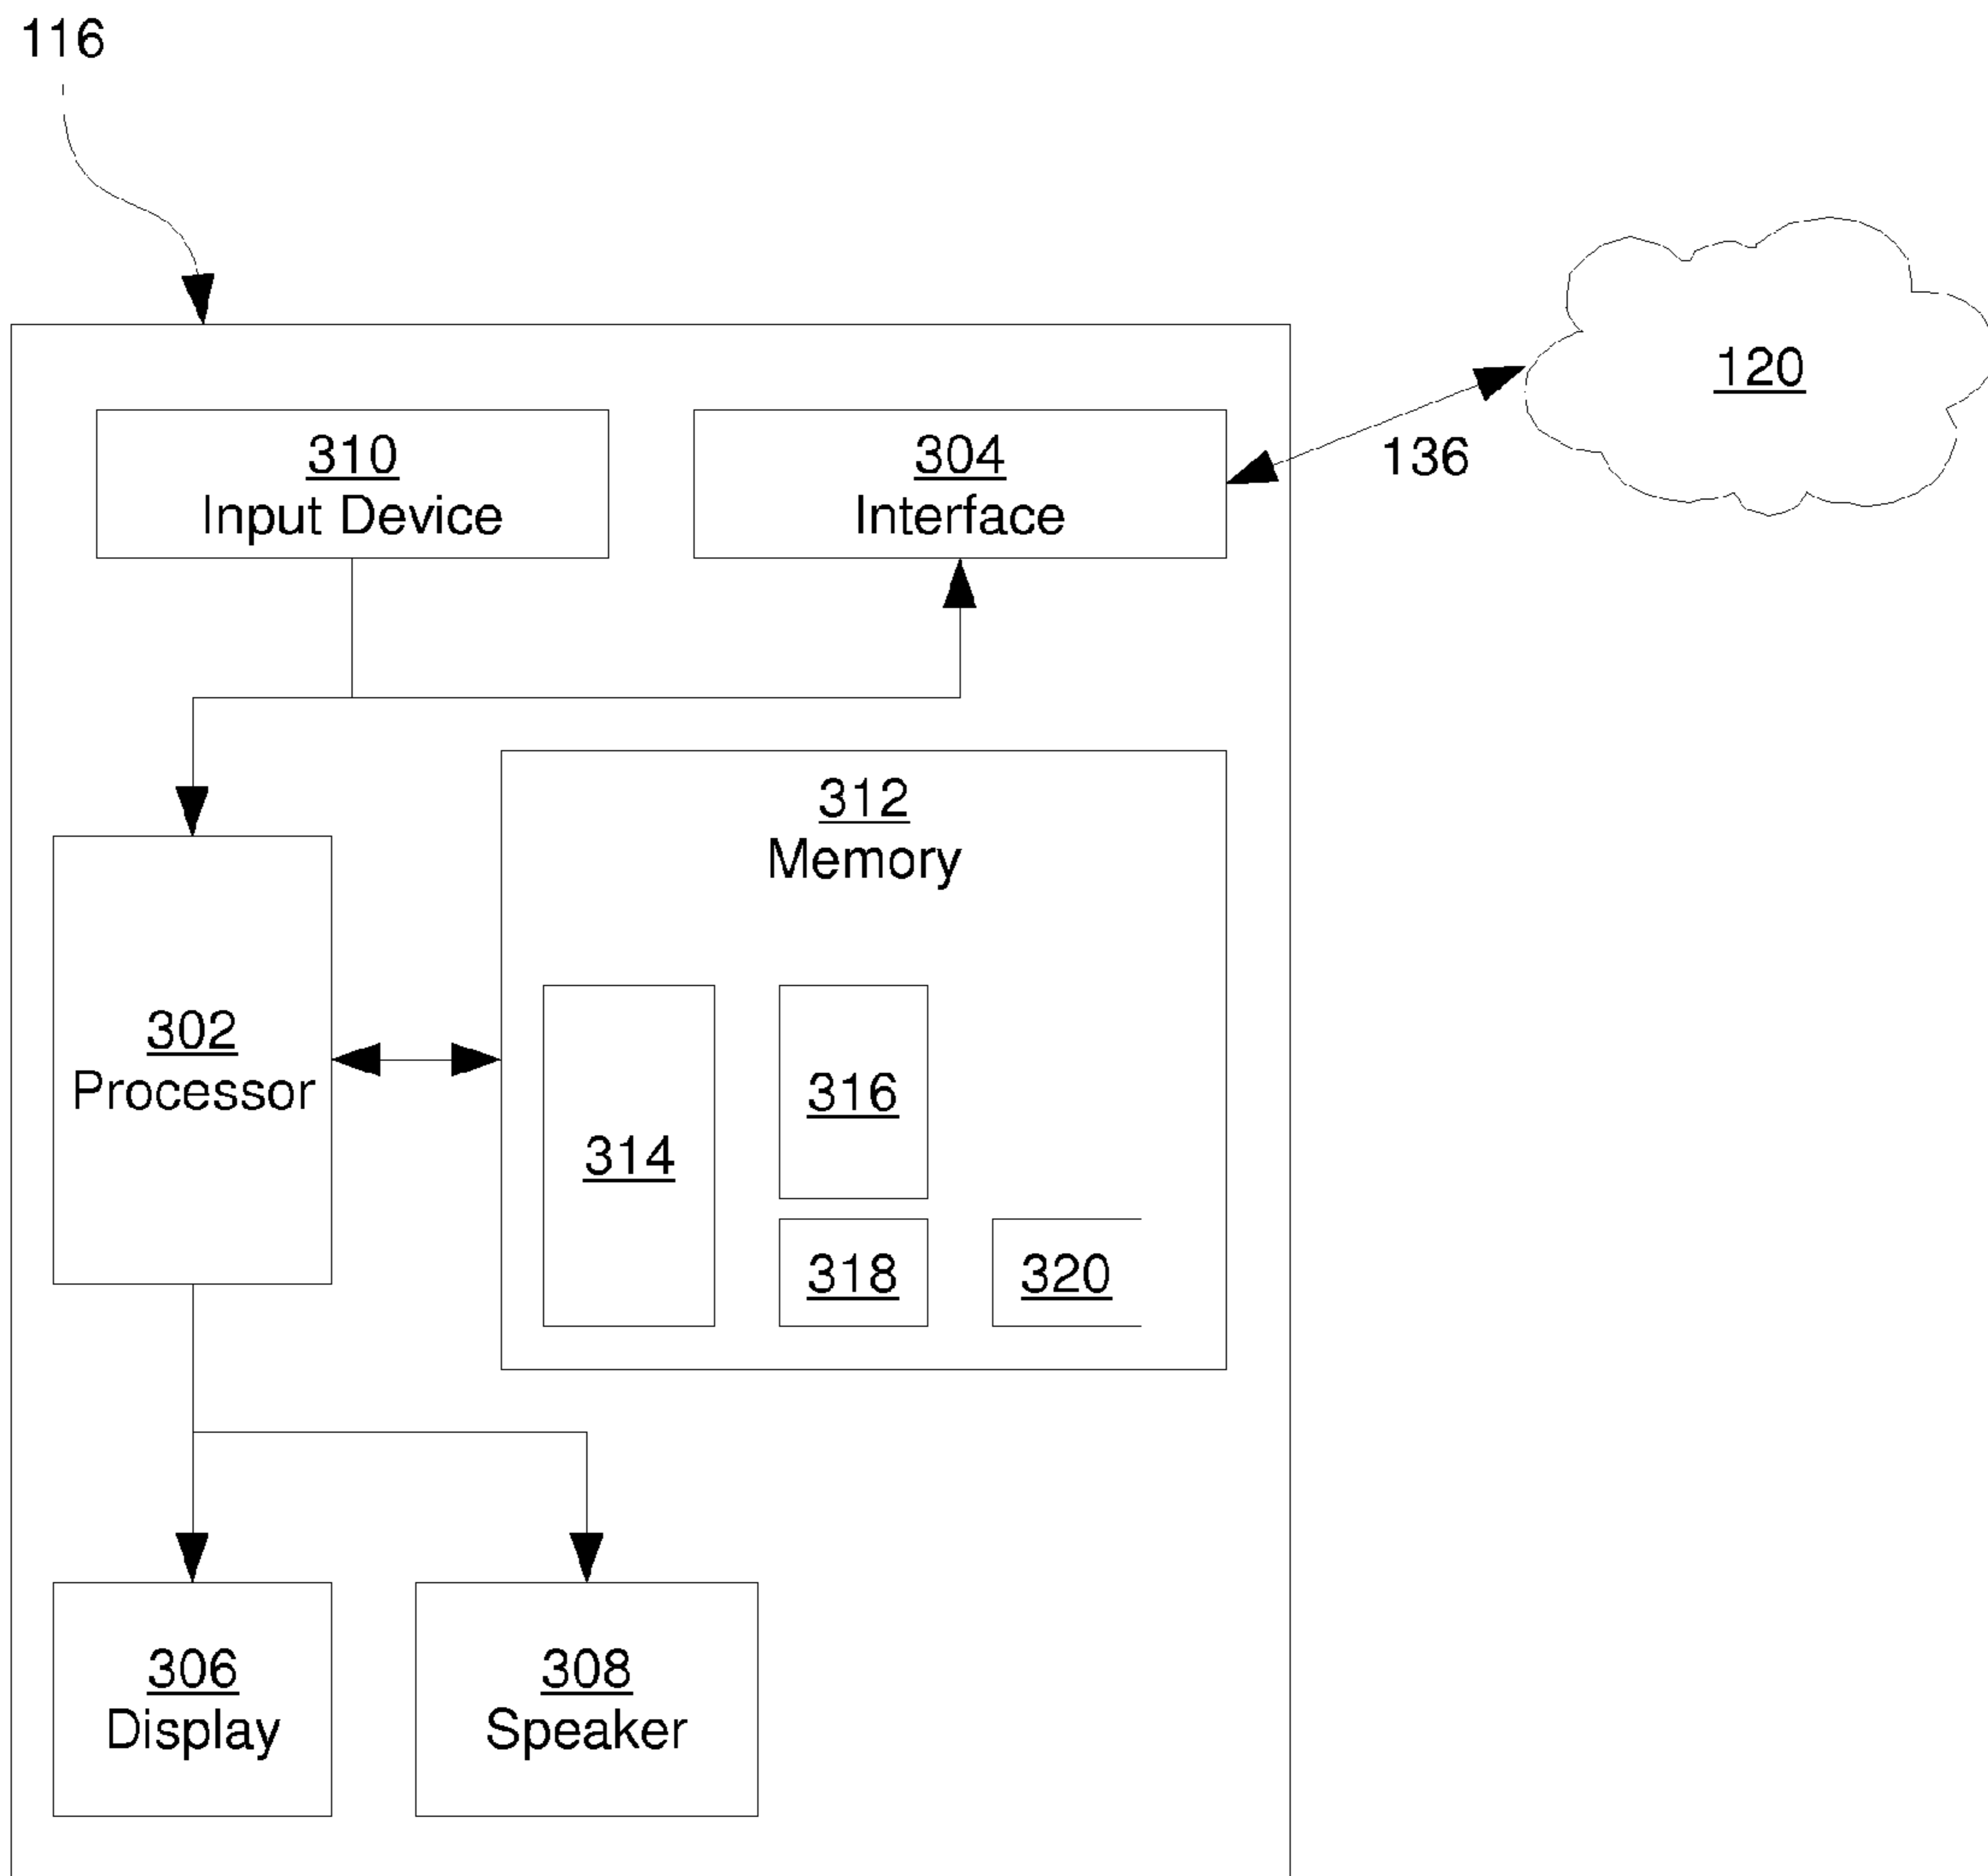 116
120
310
Input Device
304
Interface
136
312
Memory
302
Processor
316
314
318
320
306
Display
308
Speaker